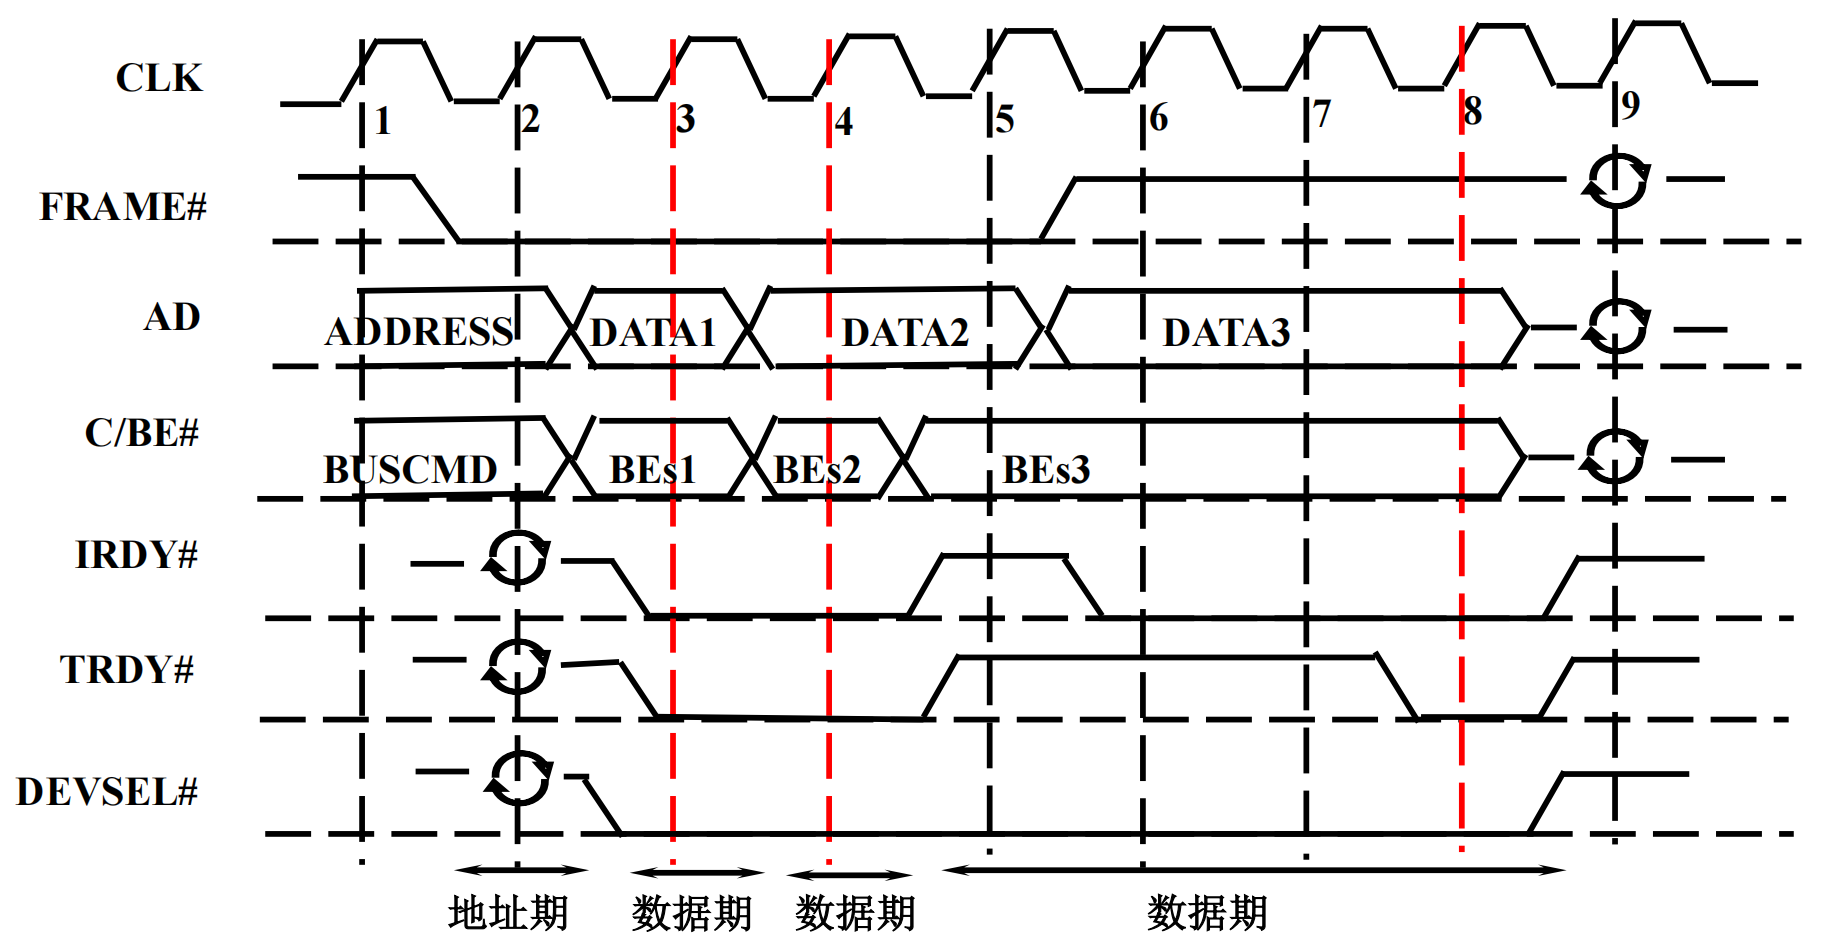 CLK
1 2 3 4 5 6 7 8 9
FRAME#
AD
ADDRESS DATA1 DATA2 DATA3
C/BE#
BUSCMD BEs1 BEs2 BEs3
IRDY#
TRDY#
DEVSEL#
地址期 数据期 数据期 数据期